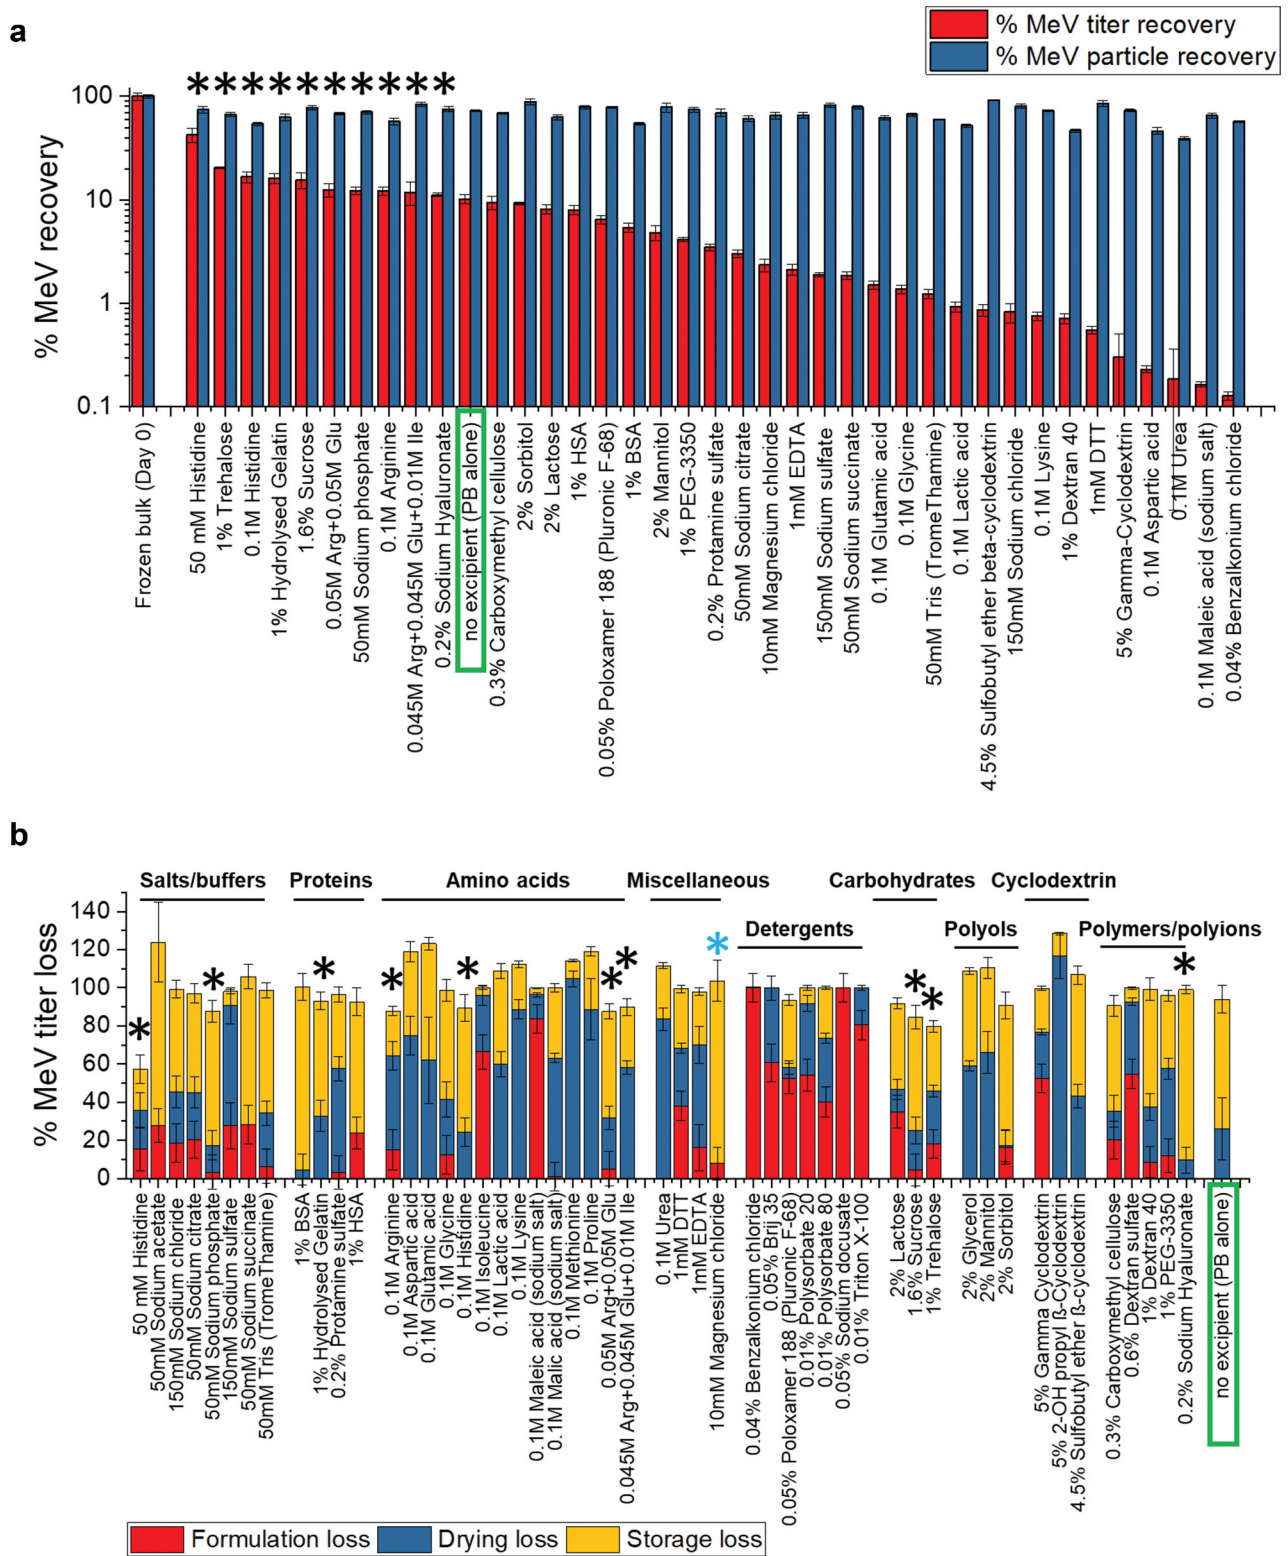 a
% MeV titer recovery
% MeV particle recovery
% MeV recovery
100
10
1
0.1
* * * * * * * * * *
Frozen bulk (Day 0)
50 mM Histidine
1% Trehalose
0.1M Histidine
1% Hydrolysed Gelatin
1.6% Sucrose
0.05M Arg+0.05M Glu
50mM Sodium phosphate
0.1M Arginine
0.045M Arg+0.045M Glu+0.01M Ile
0.2% Sodium Hyaluronate
no excipient (PB alone)
0.3% Carboxymethyl cellulose
2% Sorbitol
2% Lactose
1% HSA
0.05% Poloxamer 188 (Pluronic F-68)
1% BSA
2% Mannitol
1% PEG-3350
0.2% Protamine sulfate
50mM Sodium citrate
10mM Magnesium chloride
1mM EDTA
150mM Sodium sulfate
50mM Sodium succinate
0.1M Glutamic acid
0.1M Glycine
50mM Tris (TromeThamine)
0.1M Lactic acid
4.5% Sulfobutyl ether beta-cyclodextrin
150mM Sodium chloride
0.1M Lysine
1% Dextran 40
1mM DTT
5% Gamma-Cyclodextrin
0.1M Aspartic acid
0.1M Urea
0.1M Maleic acid (sodium salt)
0.04% Benzalkonium chloride
b
Salts/buffers
Proteins
Amino acids
Miscellaneous
Carbohydrates
Cyclodextrin
Detergents
Polyols
Polymers/polyions
% MeV titer loss
140
120
100
80
60
40
20
0
* * * * * * * * * * *
*
50 mM Histidine
50mM Sodium acetate
150mM Sodium chloride
50mM Sodium citrate
50mM Sodium phosphate
150mM Sodium sulfate
50mM Sodium succinate
50mM Tris (TromeThamine)
1% BSA
1% Hydrolysed Gelatin
0.2% Protamine sulfate
1% HSA
0.1M Arginine
0.1M Aspartic acid
0.1M Glutamic acid
0.1M Glycine
0.1M Histidine
0.1M Isoleucine
0.1M Lactic acid
0.1M Lysine
0.1M Maleic acid (sodium salt)
0.1M Malic acid (sodium salt)
0.1M Methionine
0.1M Proline
0.05M Arg+0.05M Glu
0.045M Arg+0.045M Glu+0.01M Ile
0.1M Urea
1mM DTT
1mM EDTA
10mM Magnesium chloride
0.04% Benzalkonium chloride
0.05% Brij 35
0.05% Poloxamer 188 (Pluronic F-68)
0.01% Polysorbate 20
0.01% Polysorbate 80
0.05% Sodium docusate
0.01% Triton X-100
2% Lactose
1.6% Sucrose
1% Trehalose
2% Glycerol
2% Mannitol
2% Sorbitol
5% Gamma Cyclodextrin
5% 2-OH propyl ß-Cyclodextrin
4.5% Sulfobutyl ether ß-cyclodextrin
0.3% Carboxymethyl cellulose
0.6% Dextran sulfate
1% Dextran 40
1% PEG-3350
0.2% Sodium Hyaluronate
no excipient (PB alone)
Formulation loss
Drying loss
Storage loss